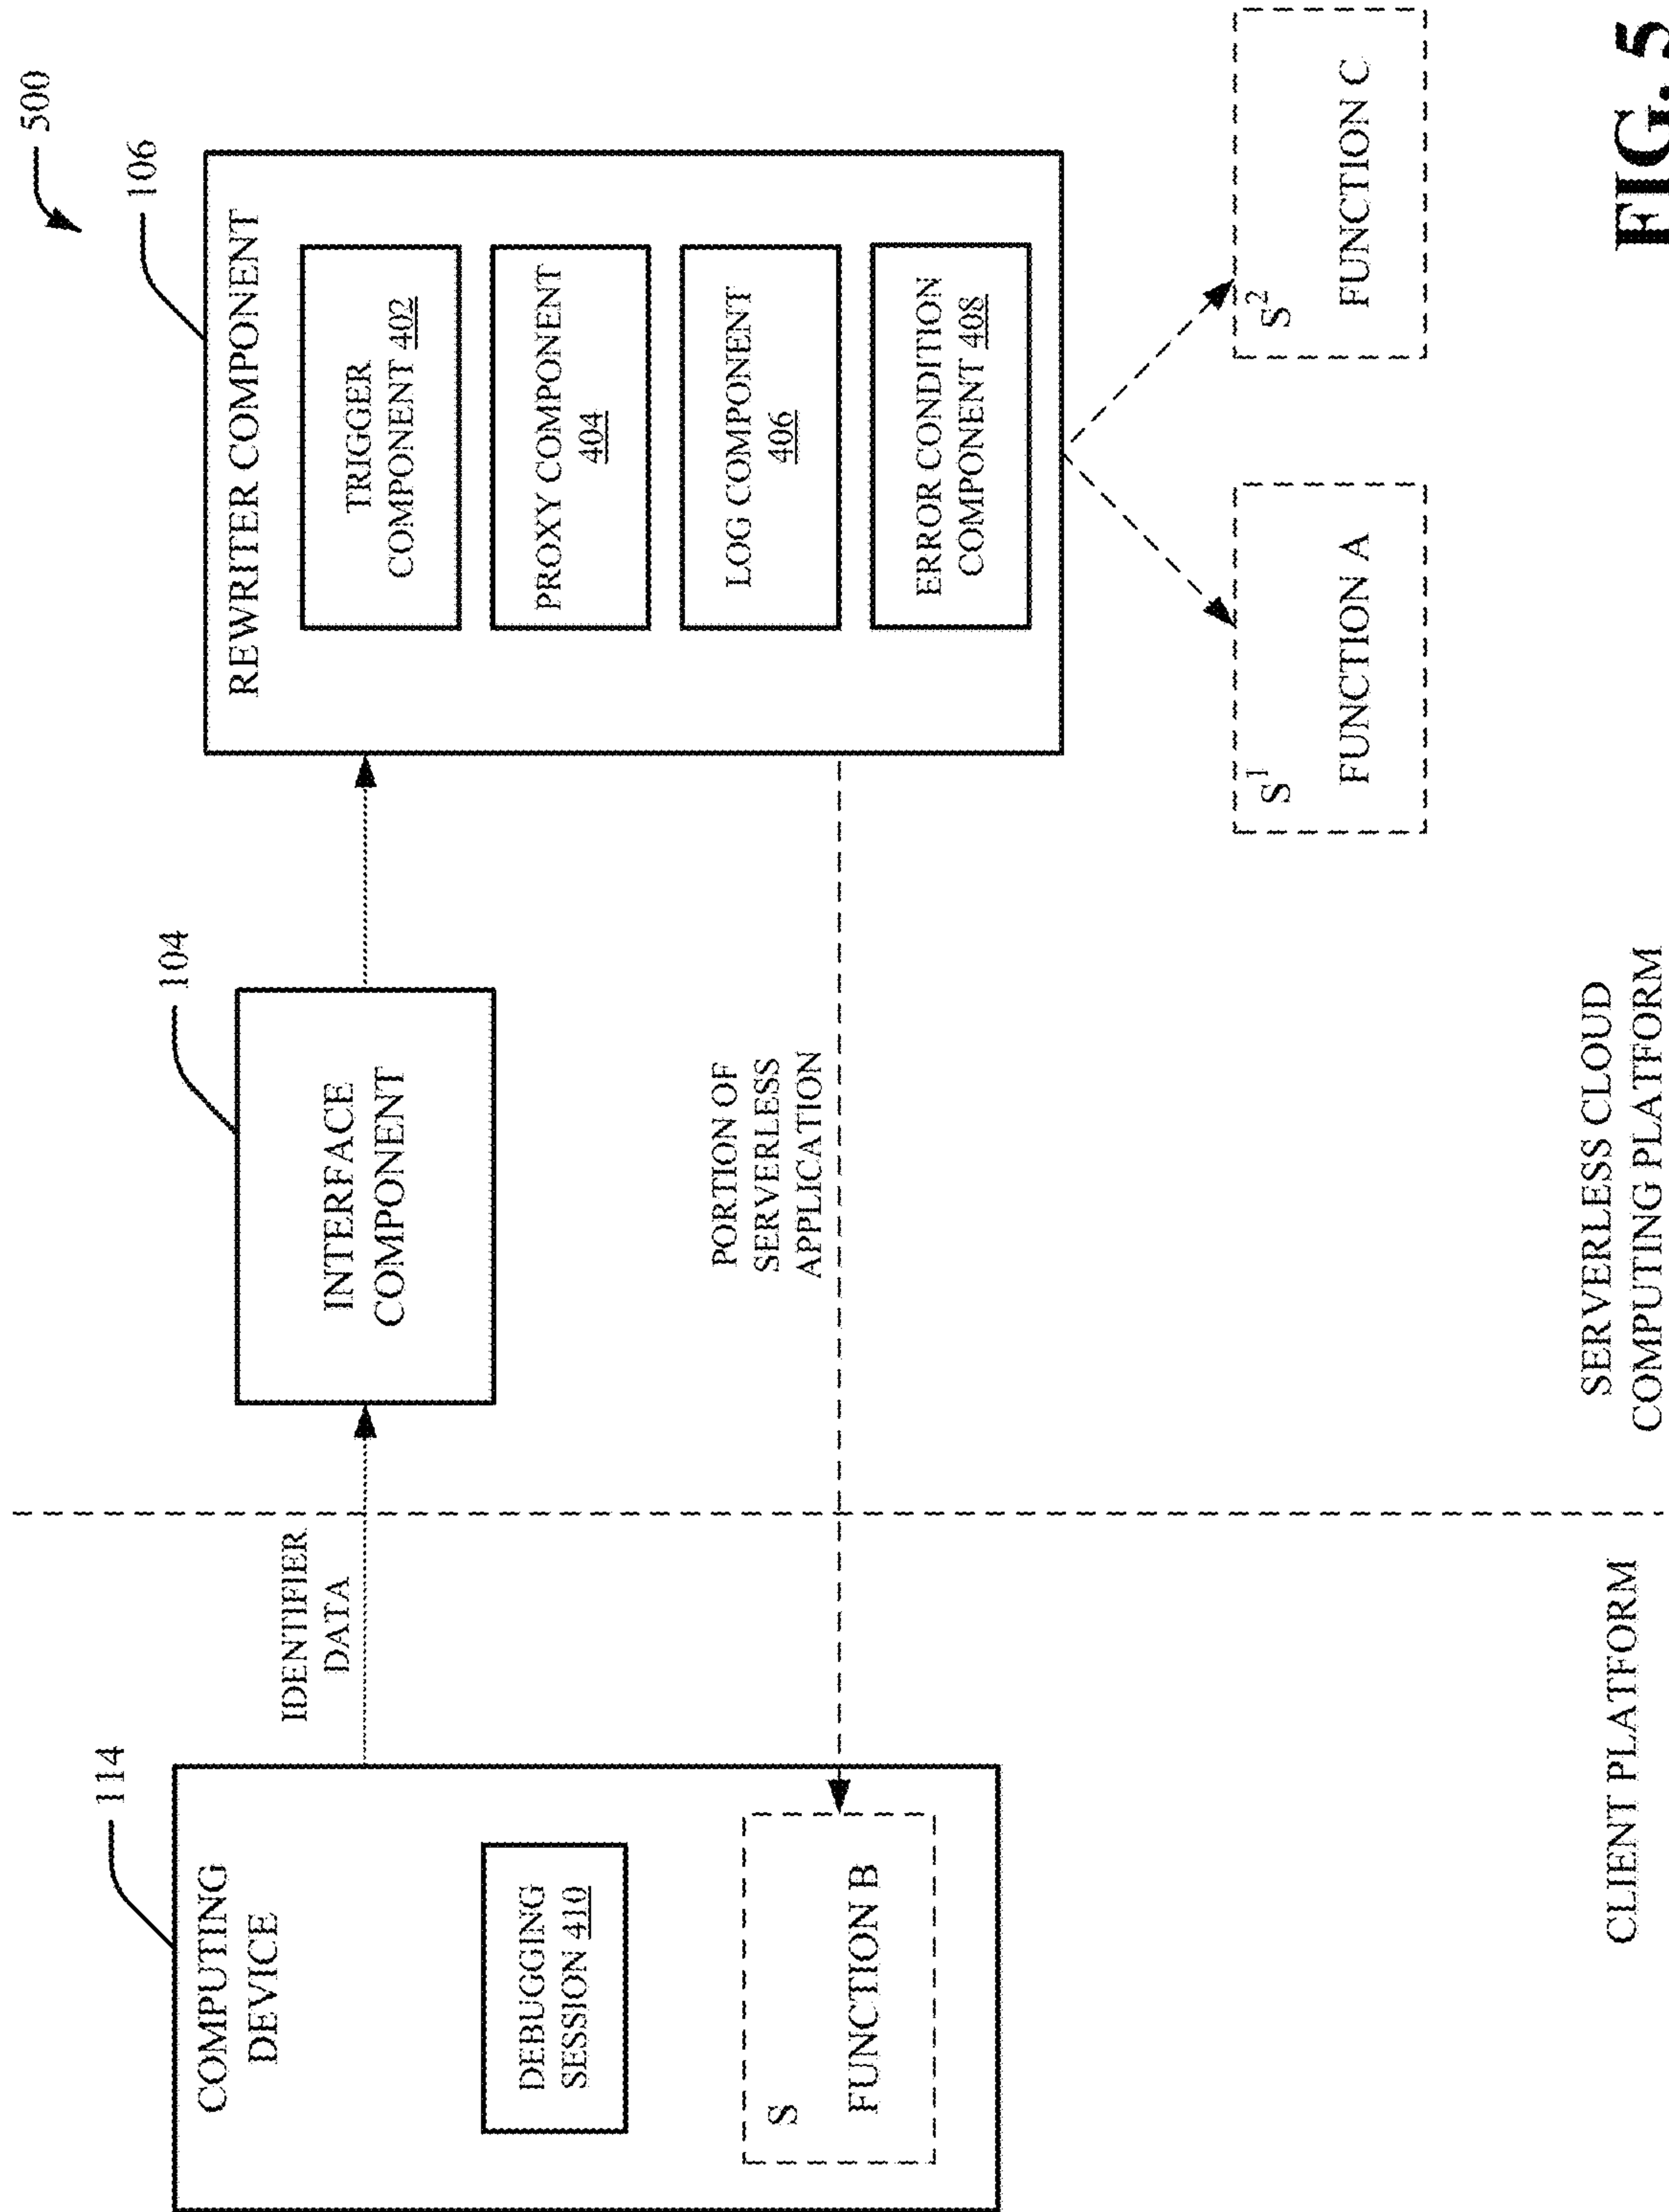 500
114
COMPUTING
DEVICE
DEBUGGING
SESSION 410
S
FUNCTION B
IDENTIFIER
DATA
104
INTERFACE
COMPONENT
PORTION OF
SERVERLESS
APPLICATION
106
REWRITER COMPONENT
TRIGGER
COMPONENT 402
PROXY COMPONENT
404
LOG COMPONENT
406
ERROR CONDITION
COMPONENT 408
S1
FUNCTION A
S2
FUNCTION C
CLIENT PLATFORM
SERVERLESS CLOUD
COMPUTING PLATFORM
FIG. 5